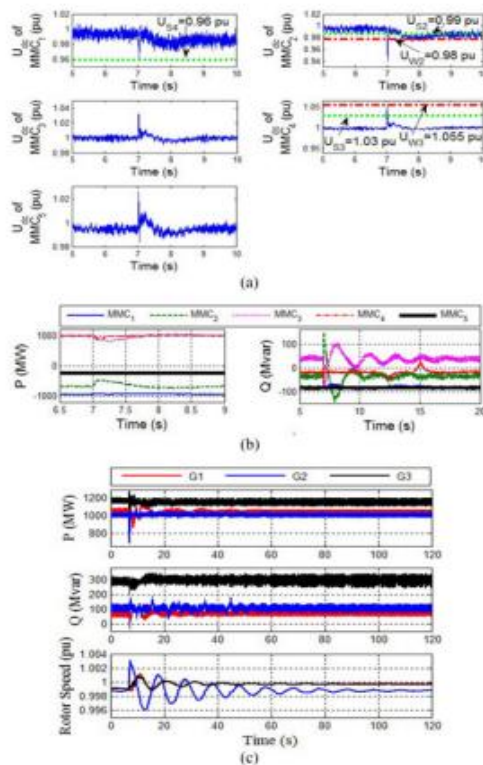 U_dc of MMC_1 (pu)
1
0.98
0.96
U_S4=0.96 pu
5 6 7 8 9 10
Time (s)
U_dc of MMC_2 (pu)
1
0.98
0.96
U_S2=0.99 pu
U_W2=0.98 pu
5 6 7 8 9 10
Time (s)
U_dc of MMC_3 (pu)
1.04
1.02
1
0.98
5 6 7 8 9 10
Time (s)
U_dc of MMC_4 (pu)
1.05
1
0.95
U_S3=1.03 pu
U_W3=1.055 pu
5 6 7 8 9 10
Time (s)
U_dc of MMC_5 (pu)
1.02
1
0.98
5 6 7 8 9 10
Time (s)
(a)
MMC_1 MMC_2 MMC_3 MMC_4 MMC_5
P (MW)
1000
0
-1000
6.5 7 7.5 8 8.5 9
Time (s)
Q (Mvar)
100
0
-100
5 10 15 20
Time (s)
(b)
G1 G2 G3
P (MW)
1200
1000
800
0 20 40 60 80 100 120
Q (Mvar)
300
200
100
0
0 20 40 60 80 100 120
Rotor Speed (pu)
1.004
1.002
1
0.998
0.996
0 20 40 60 80 100 120
Time (s)
(c)